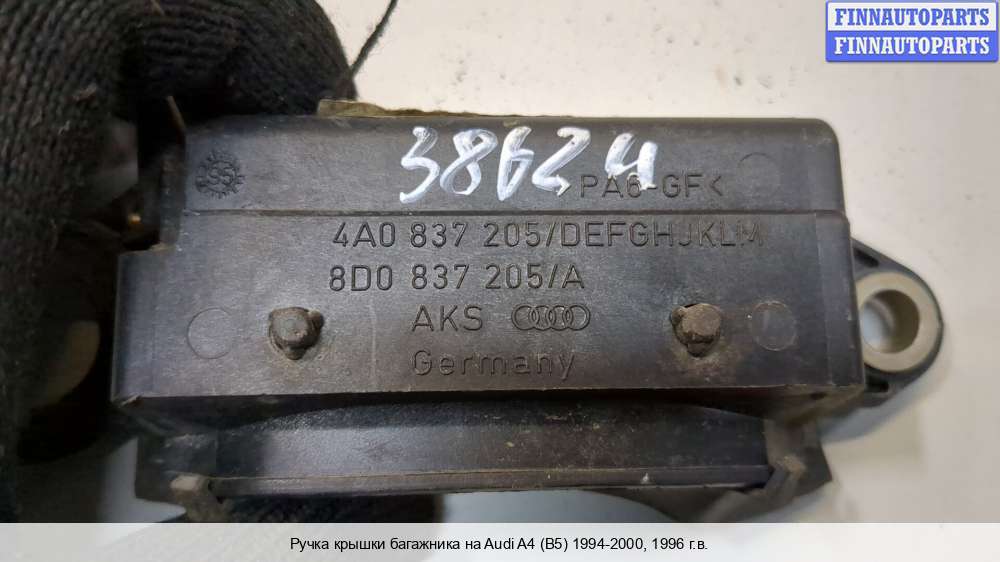 FINNAUTOPARTS
FINNAUTOPARTS
38624
PA6-GF<
4A0 837 205/DEFGHJKLM
8D0 837 205/A
AKS
Germany
Ручка крышки багажника на Audi A4 (B5) 1994-2000, 1996 г.в.